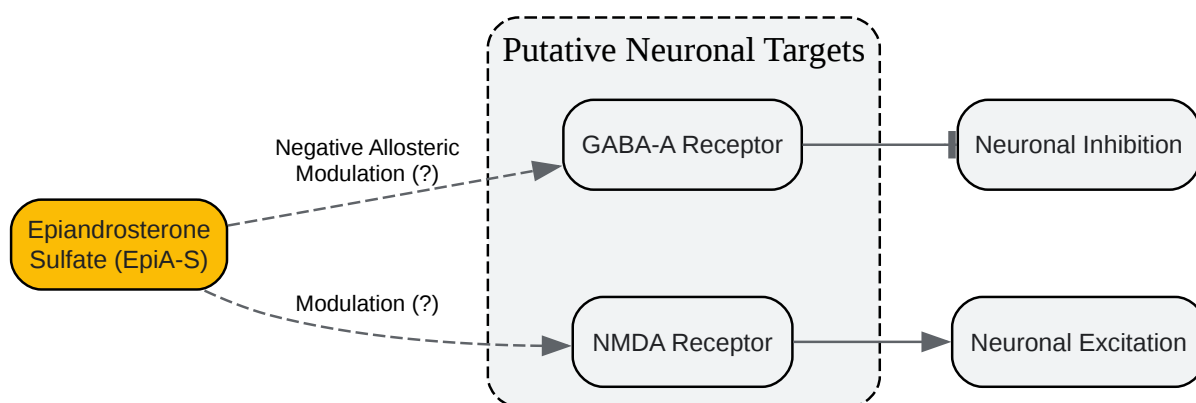 Putative Neuronal Targets
Negative Allosteric
Modulation (?)
GABA-A Receptor
Neuronal Inhibition
Epiandrosterone
Sulfate (EpiA-S)
Modulation (?)
NMDA Receptor
Neuronal Excitation